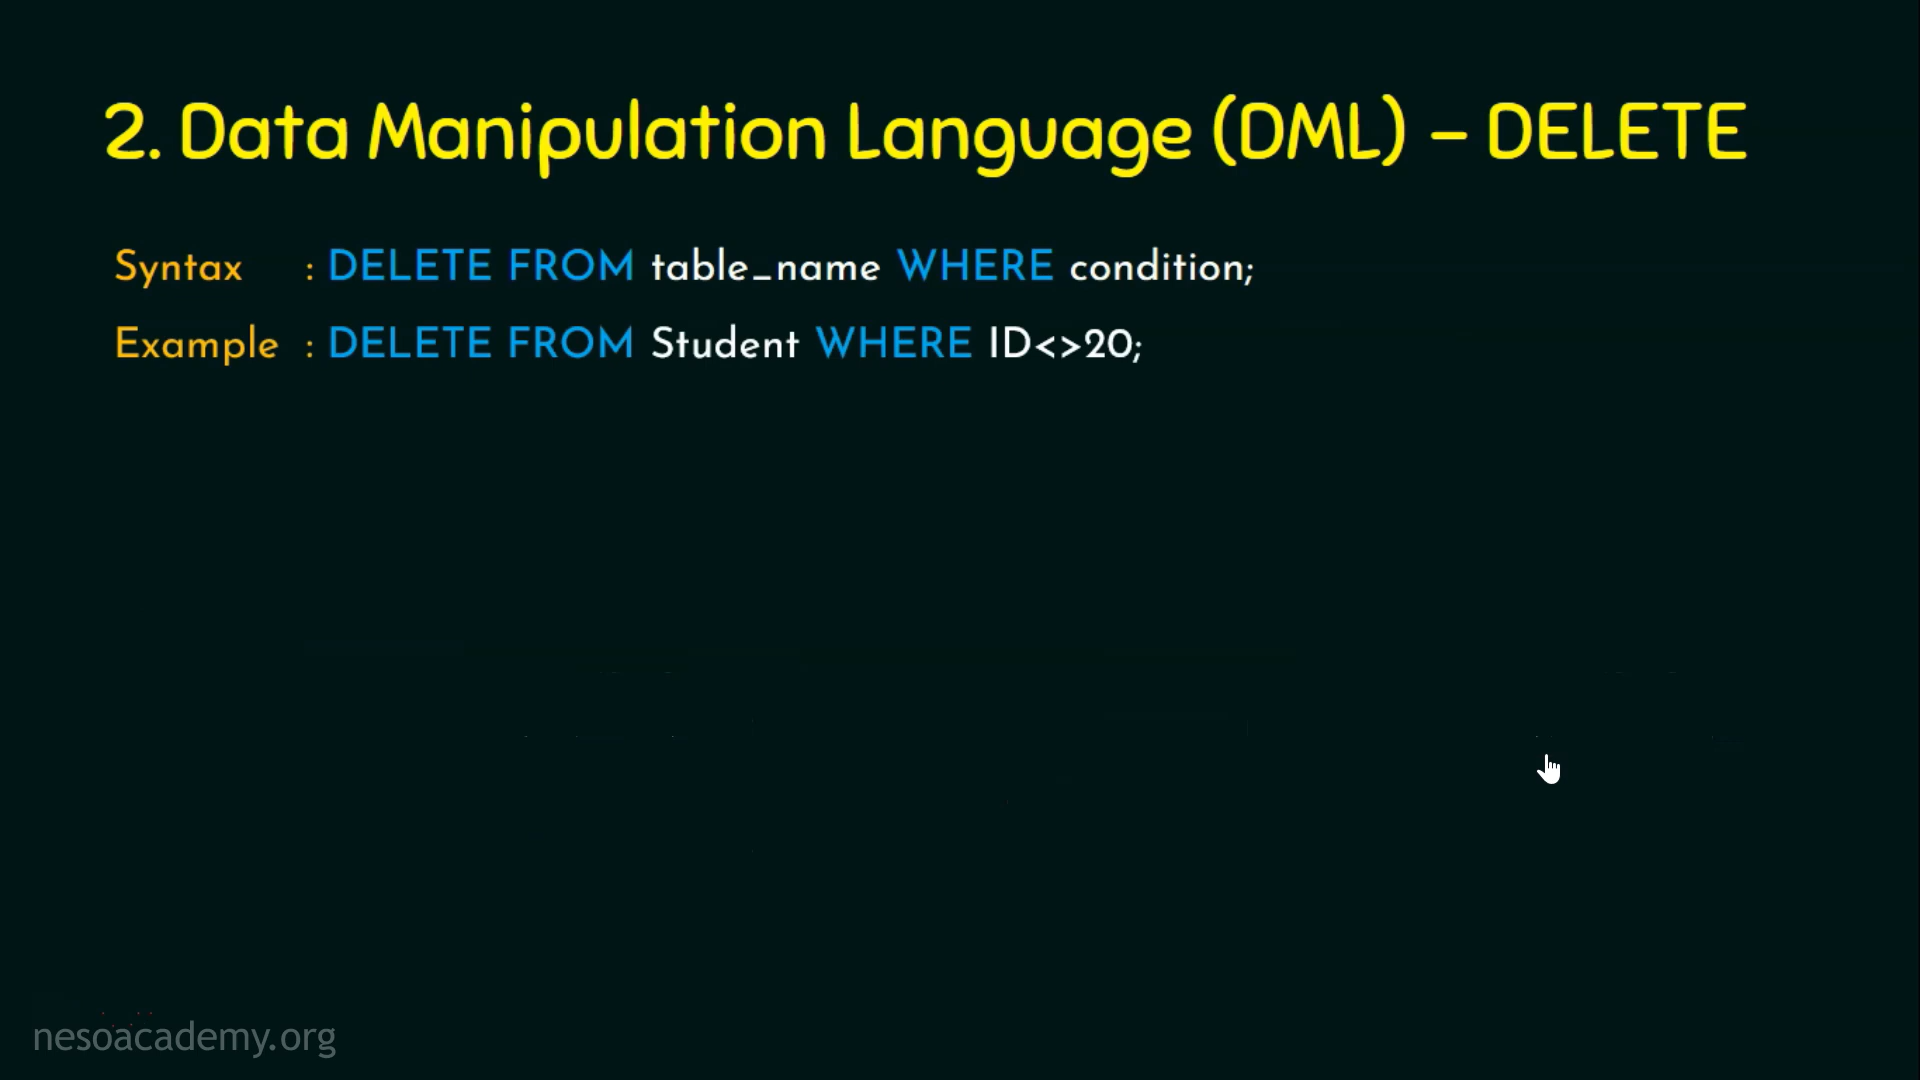 2. Data Manipulation Language (DML) – DELETE
Syntax : DELETE FROM table_name WHERE condition;
Example : DELETE FROM Student WHERE ID<>20;
nesoacademy.org